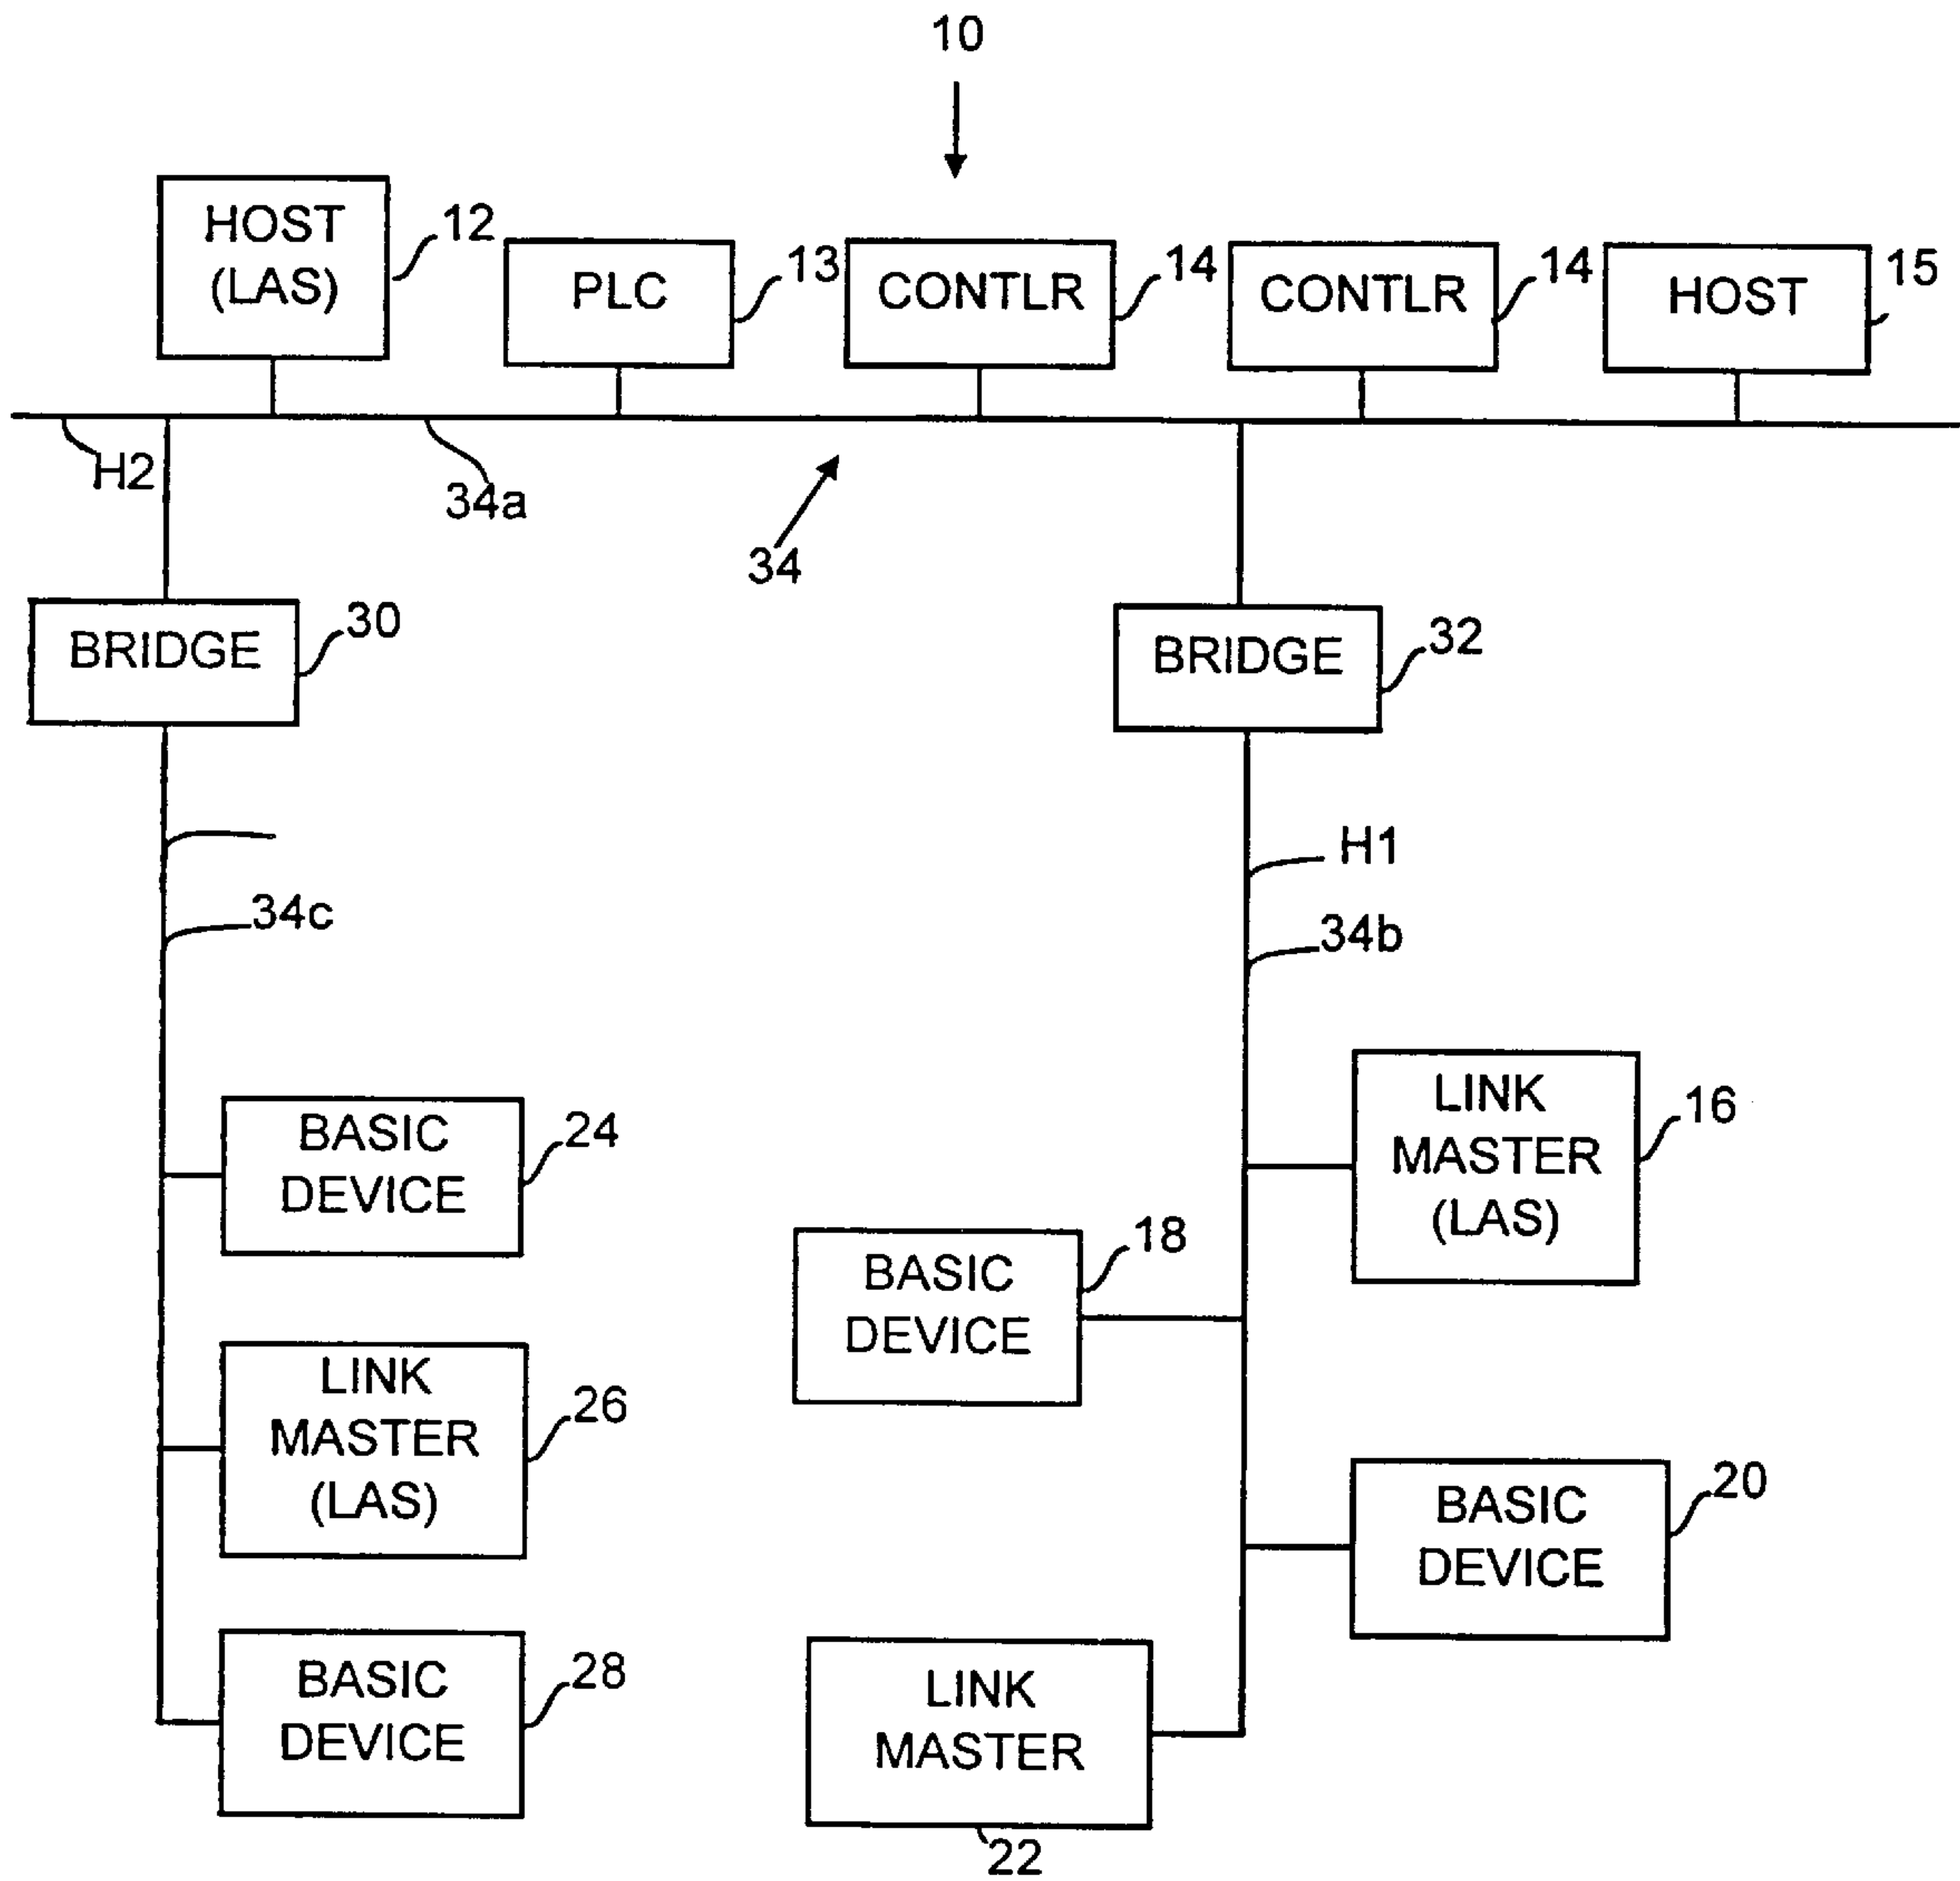 10
HOST
(LAS)
12
PLC
13
CONTLR
14
CONTLR
14
HOST
15
H2
34a
34
BRIDGE
30
BRIDGE
32
H1
34c
34b
BASIC
DEVICE
24
LINK
MASTER
(LAS)
16
BASIC
DEVICE
18
LINK
MASTER
(LAS)
26
BASIC
DEVICE
20
BASIC
DEVICE
28
LINK
MASTER
22